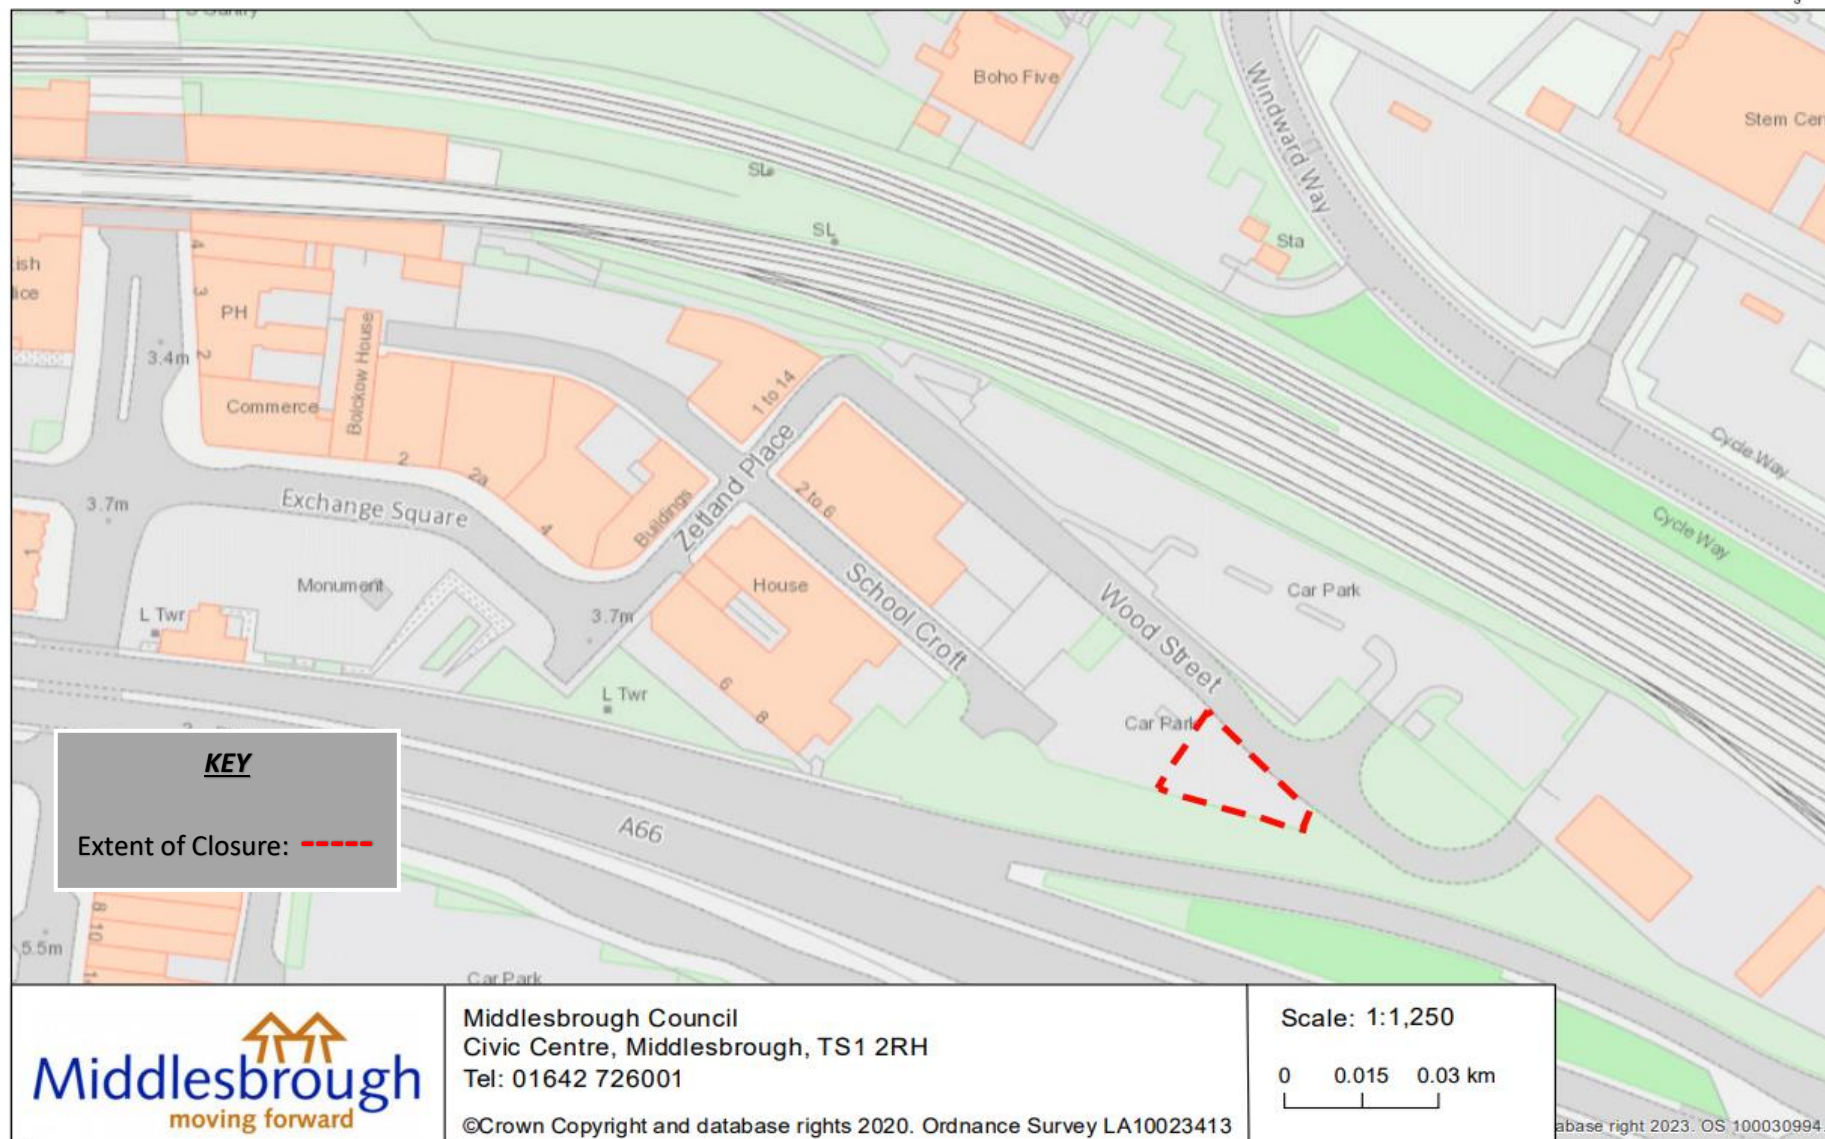 Boho Five
Windward Way
Stem Cen
SL
SL
Sta
ish
ice
4
3
2
PH
3.4m
Bolckow House
Commerce
1 to 14
Zetland Place
Cycle Way
Cycle Way
2
2a
4
Buildings
2 to 6
3.7m
Exchange Square
1
Monument
House
School Croft
Wood Street
Car Park
L Twr
3.7m
6
8
L Twr
Car Park
A66
KEY
Extent of Closure:
8
10
5.5m
Car Park
Middlesbrough
moving forward
Middlesbrough Council
Civic Centre, Middlesbrough, TS1 2RH
Tel: 01642 726001
©Crown Copyright and database rights 2020. Ordnance Survey LA10023413
Scale: 1:1,250
0 0.015 0.03 km
abase right 2023. OS 100030994.